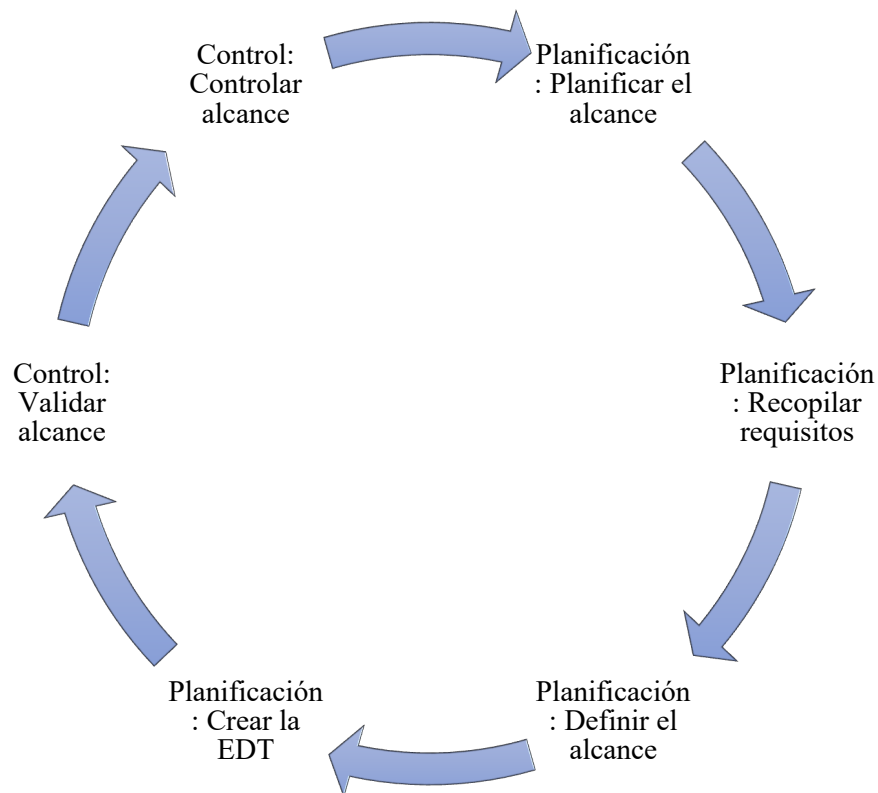 Control:
Controlar
alcance
Planificación
: Planificar el
alcance
Planificación
: Recopilar
requisitos
Planificación
: Definir el
alcance
Planificación
: Crear la
EDT
Control:
Validar
alcance